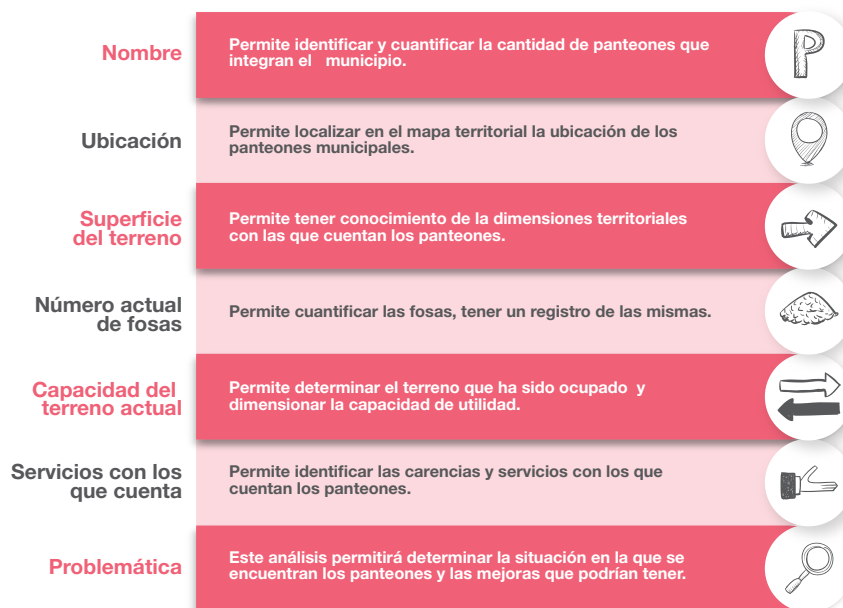 Nombre
Permite identificar y cuantificar la cantidad de panteones que
integran el   municipio.
P
Ubicación
Permite localizar en el mapa territorial la ubicación de los
panteones municipales.
Superficie
del terreno
Permite tener conocimiento de la dimensiones territoriales
con las que cuentan los panteones.
Número actual
de fosas
Permite cuantificar las fosas, tener un registro de las mismas.
Capacidad del
terreno actual
Permite determinar el terreno que ha sido ocupado  y
dimensionar la capacidad de utilidad.
Servicios con los
que cuenta
Permite identificar las carencias y servicios con los que
cuentan los panteones.
Problemática
Este análisis permitirá determinar la situación en la que se
encuentran los panteones y las mejoras que podrían tener.